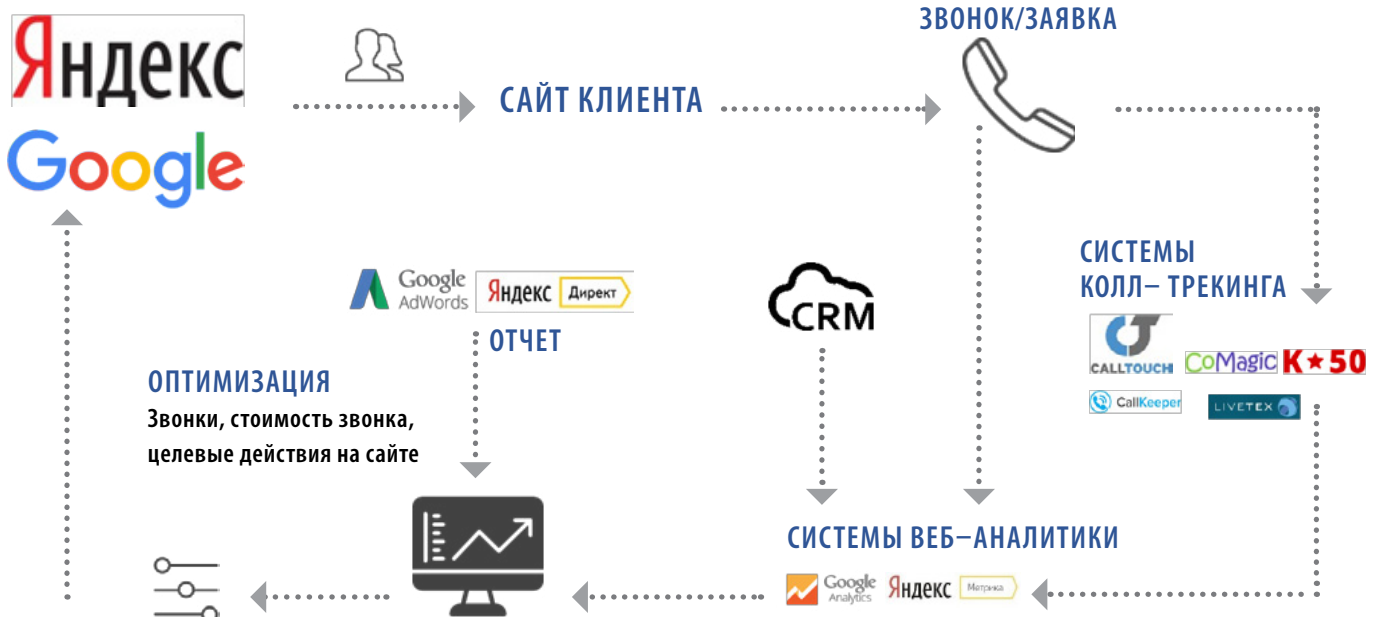 Яндекс
Google
САЙТ КЛИЕНТА
ЗВОНОК/ЗАЯВКА
СИСТЕМЫ
КОЛЛ– ТРЕКИНГА
CALLTOUCH
CoMagic
K★50
CallKeeper
LIVETEX
Google
AdWords
Яндекс
Директ
ОТЧЕТ
CRM
ОПТИМИЗАЦИЯ
Звонки, стоимость звонка,
целевые действия на сайте
СИСТЕМЫ ВЕБ–АНАЛИТИКИ
Google
Analytics
Яндекс
Метрика